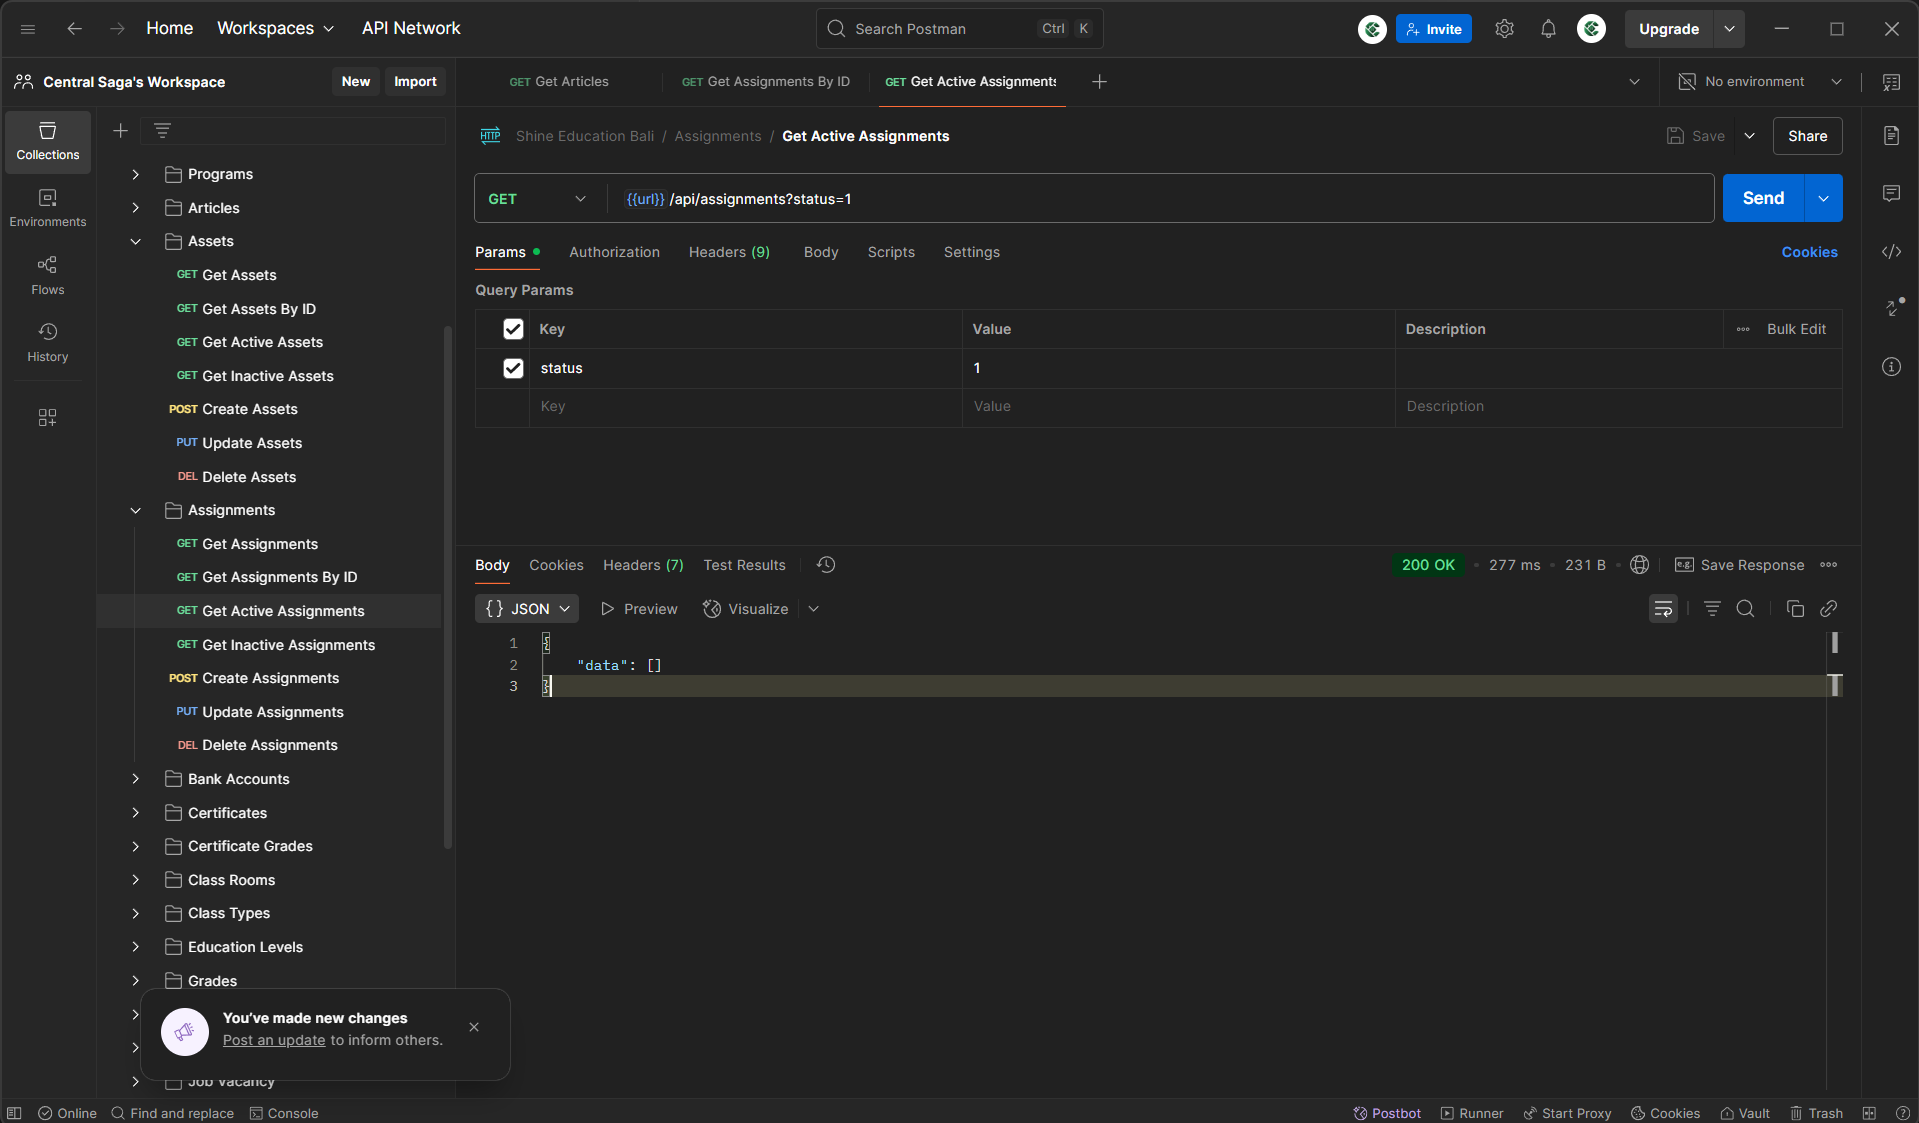 Home Workspaces API Network Search Postman Ctrl K Invite Upgrade
Central Saga's Workspace New Import GET Get Articles GET Get Assignments By ID GET Get Active Assignments No environment
Collections
Environments
Flows
History
Programs
Articles
Assets
GET Get Assets
GET Get Assets By ID
GET Get Active Assets
GET Get Inactive Assets
POST Create Assets
PUT Update Assets
DEL Delete Assets
Assignments
GET Get Assignments
GET Get Assignments By ID
GET Get Active Assignments
GET Get Inactive Assignments
POST Create Assignments
PUT Update Assignments
DEL Delete Assignments
Bank Accounts
Certificates
Certificate Grades
Class Rooms
Class Types
Education Levels
Grades
Job Vacancy
You've made new changes
Post an update to inform others.
HTTP Shine Education Bali / Assignments / Get Active Assignments Save Share
GET {{url}} /api/assignments?status=1 Send
Params Authorization Headers (9) Body Scripts Settings Cookies
Query Params
Key Value Description Bulk Edit
status 1
Key Value Description
Body Cookies Headers (7) Test Results 200 OK 277 ms 231 B e.g. Save Response
{} JSON Preview Visualize
1 {
2 "data": []
3 }
Online Find and replace Console Postbot Runner Start Proxy Cookies Vault Trash